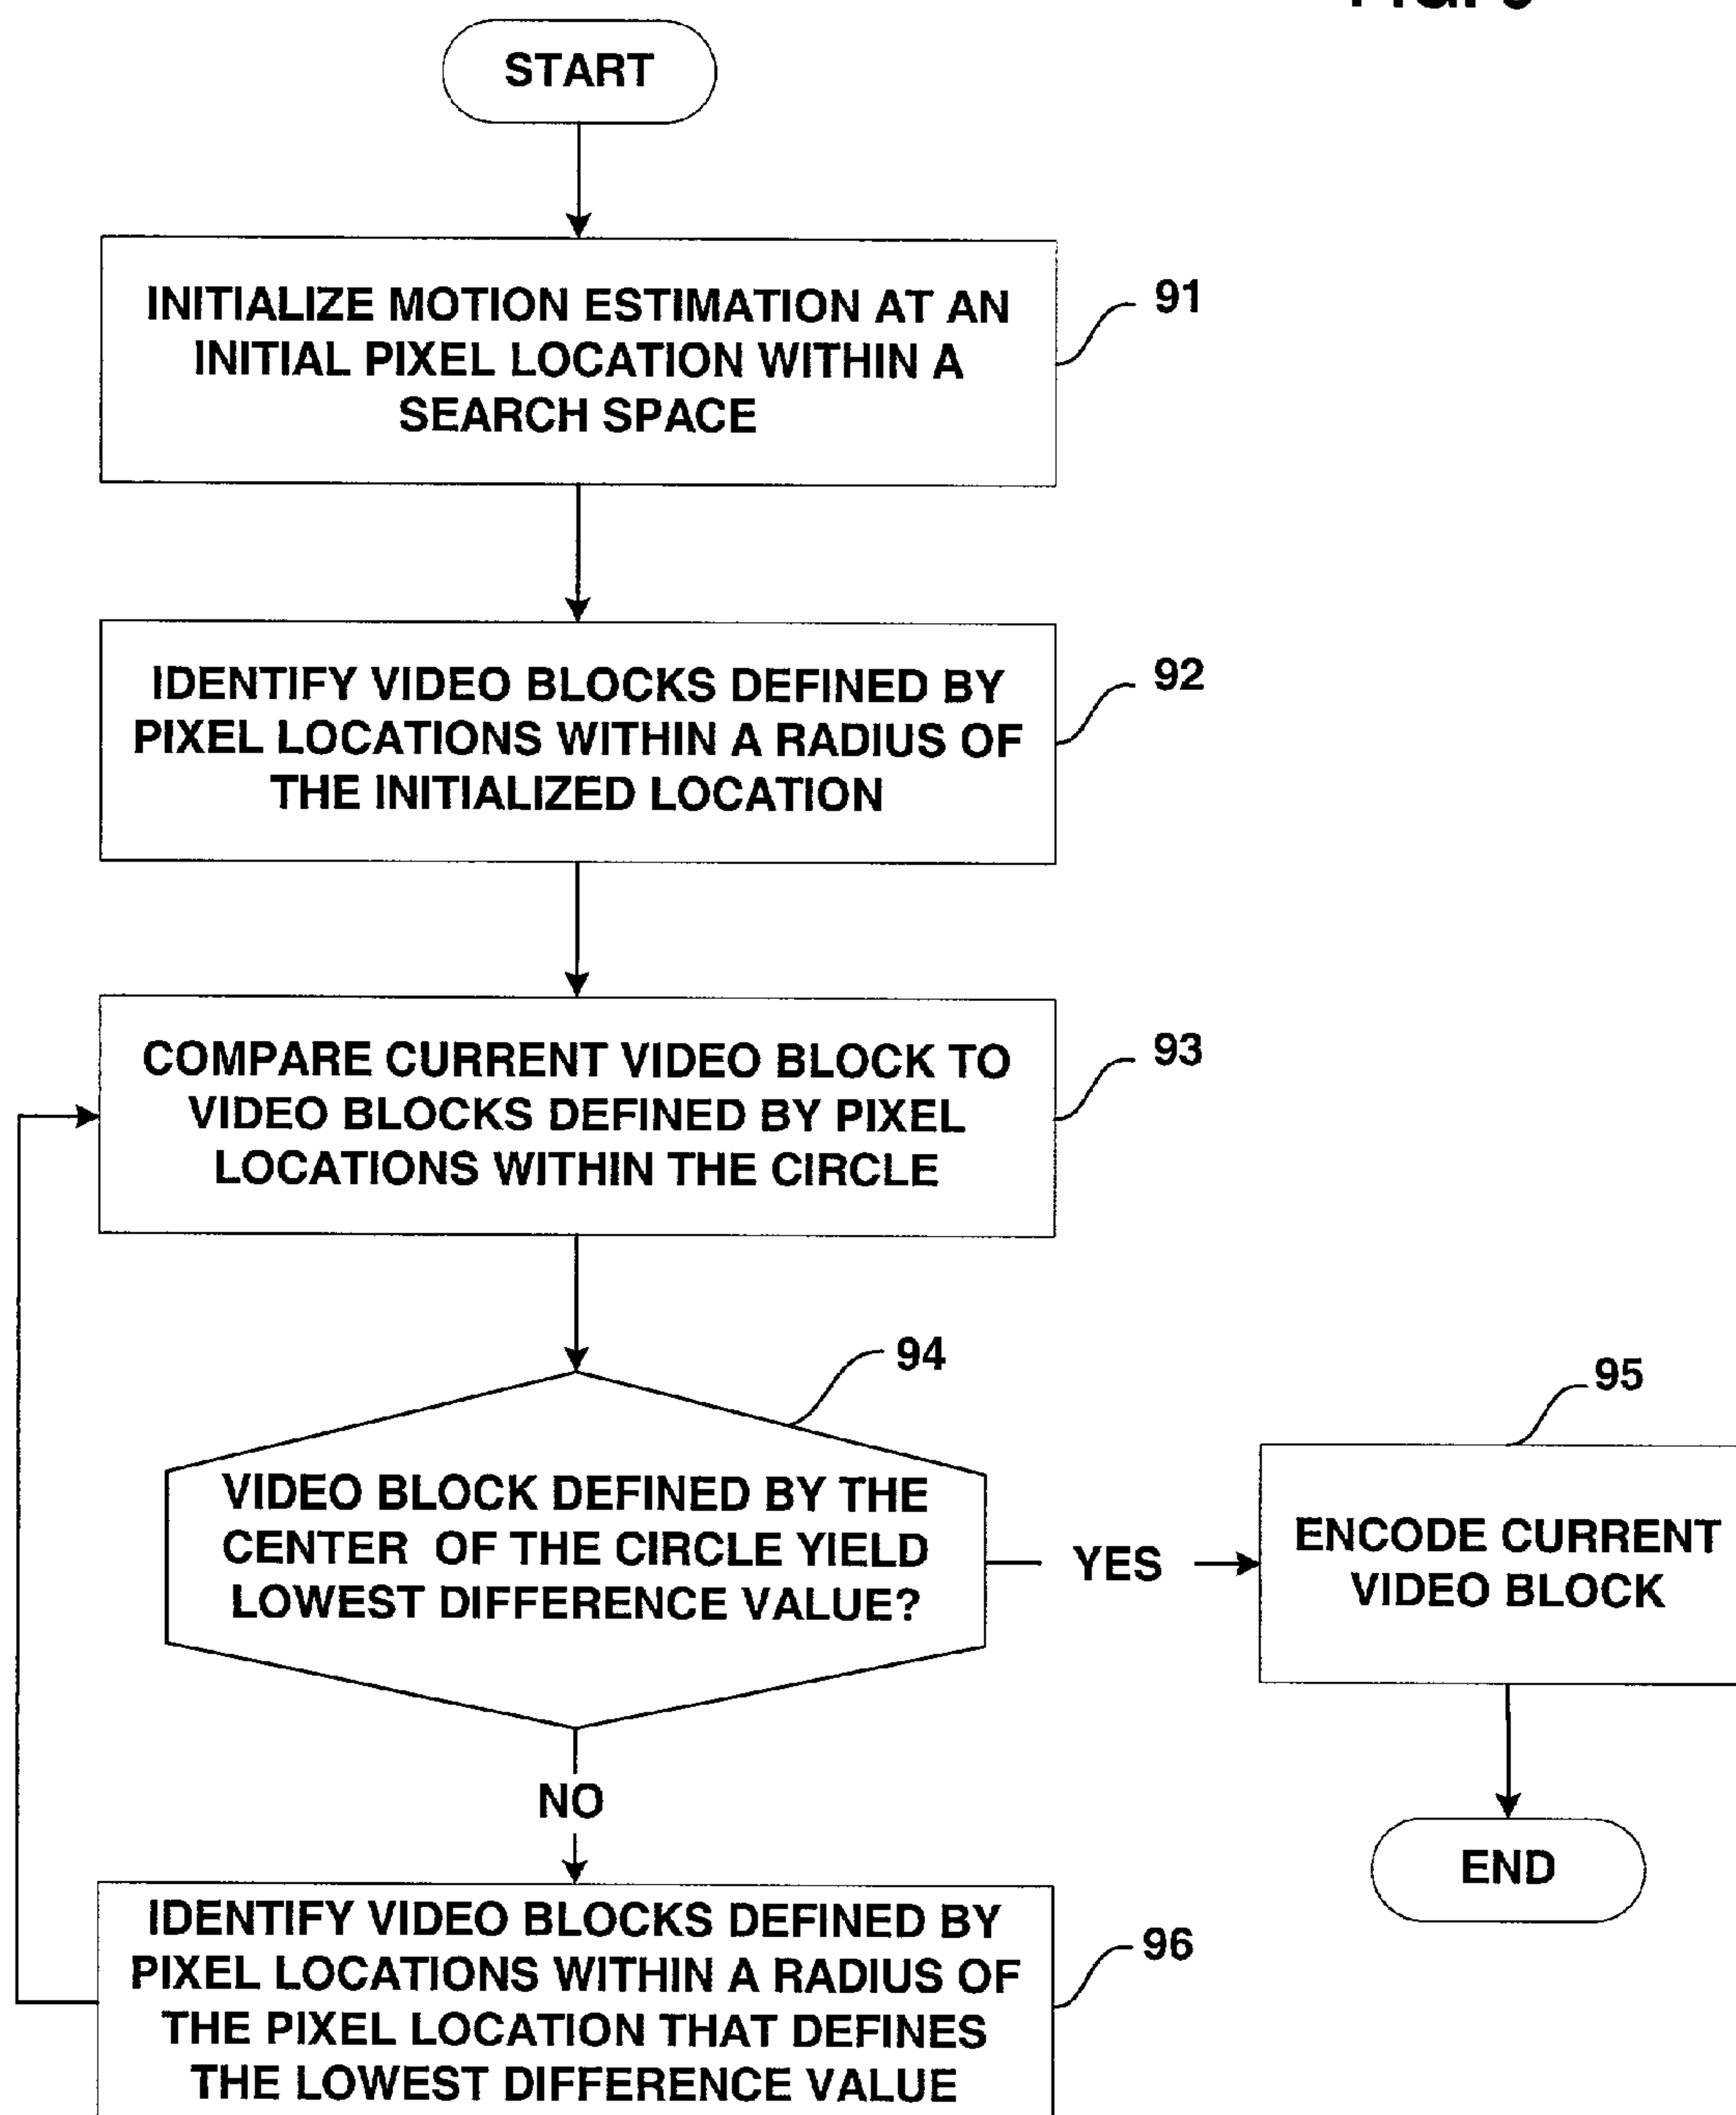 START
INITIALIZE MOTION ESTIMATION AT AN
INITIAL PIXEL LOCATION WITHIN A
SEARCH SPACE
91
IDENTIFY VIDEO BLOCKS DEFINED BY
PIXEL LOCATIONS WITHIN A RADIUS OF
THE INITIALIZED LOCATION
92
COMPARE CURRENT VIDEO BLOCK TO
VIDEO BLOCKS DEFINED BY PIXEL
LOCATIONS WITHIN THE CIRCLE
93
94
VIDEO BLOCK DEFINED BY THE
CENTER OF THE CIRCLE YIELD
LOWEST DIFFERENCE VALUE?
YES
95
ENCODE CURRENT
VIDEO BLOCK
NO
END
IDENTIFY VIDEO BLOCKS DEFINED BY
PIXEL LOCATIONS WITHIN A RADIUS OF
THE PIXEL LOCATION THAT DEFINES
THE LOWEST DIFFERENCE VALUE
96